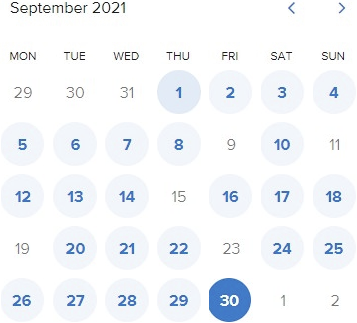 September 2021
MON TUE WED THU FRI SAT SUN
29 30 31 1 2 3 4
5 6 7 8 9 10 11
12 13 14 15 16 17 18
19 20 21 22 23 24 25
26 27 28 29 30 1 2